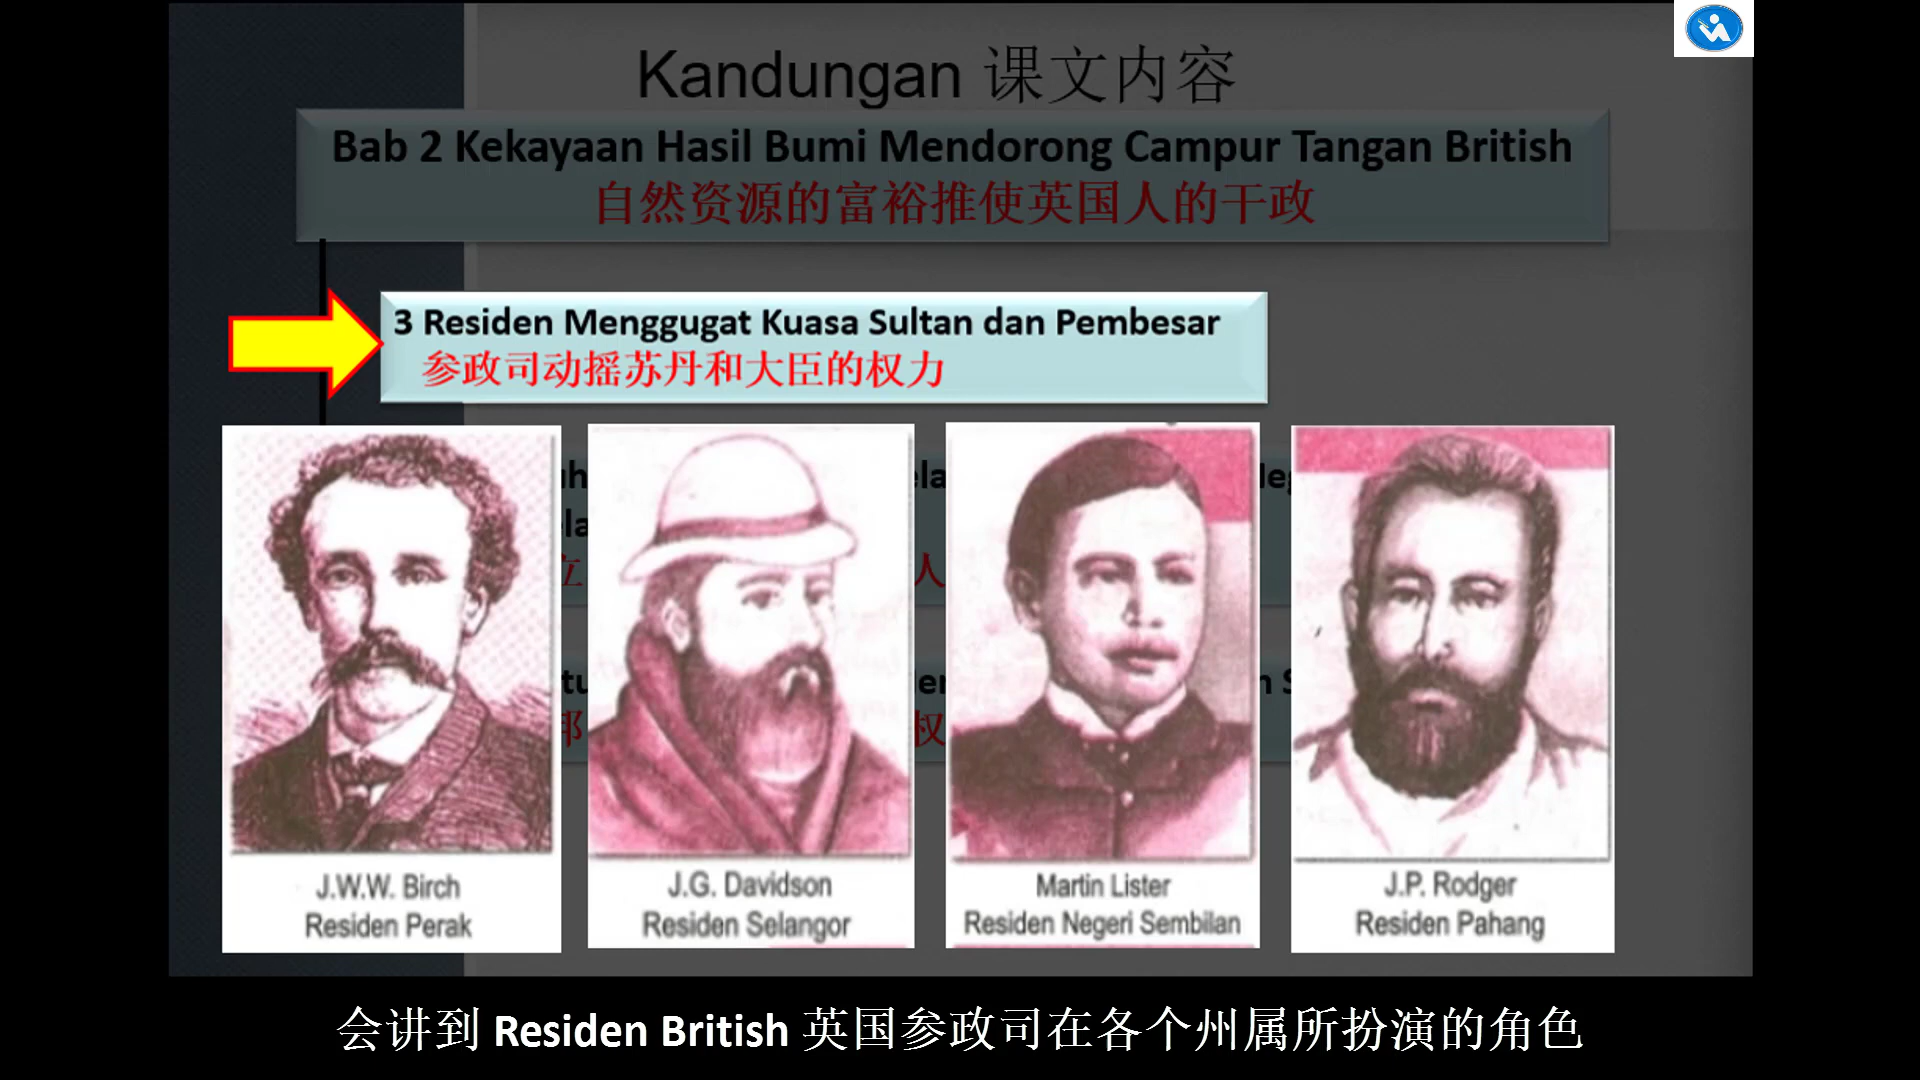 Kandungan 课文内容
Bab 2 Kekayaan Hasil Bumi Mendorong Campur Tangan British
自然资源的富裕推使英国人的干政
3 Residen Menggugat Kuasa Sultan dan Pembesar
参政司动摇苏丹和大臣的权力
J.W.W. Birch
Residen Perak
J.G. Davidson
Residen Selangor
Martin Lister
Residen Negeri Sembilan
J.P. Rodger
Residen Pahang
会讲到 Residen British 英国参政司在各个州属所扮演的角色